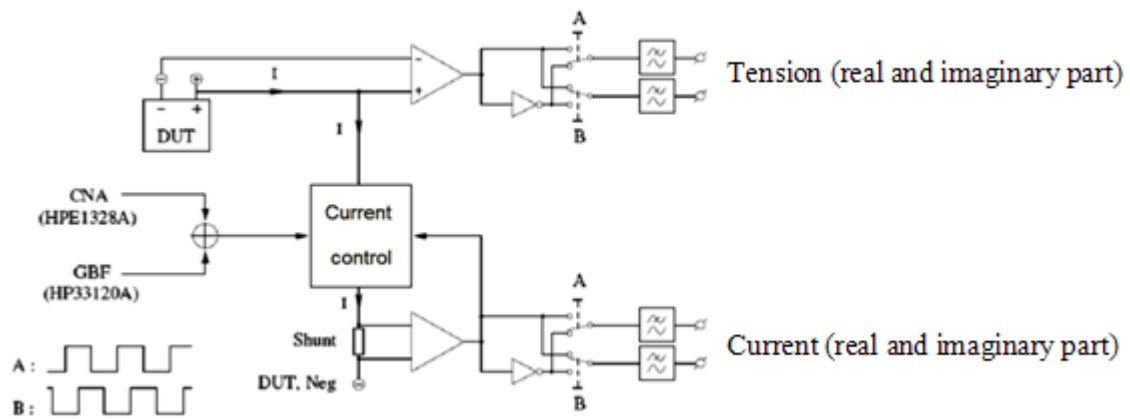 A
I
Tension (real and imaginary part)
DUT
I
B
CNA
(HPE1328A)
Current
control
GBF
(HP33120A)
A
I
Shunt
Current (real and imaginary part)
A :
DUT, Neg
B :
B